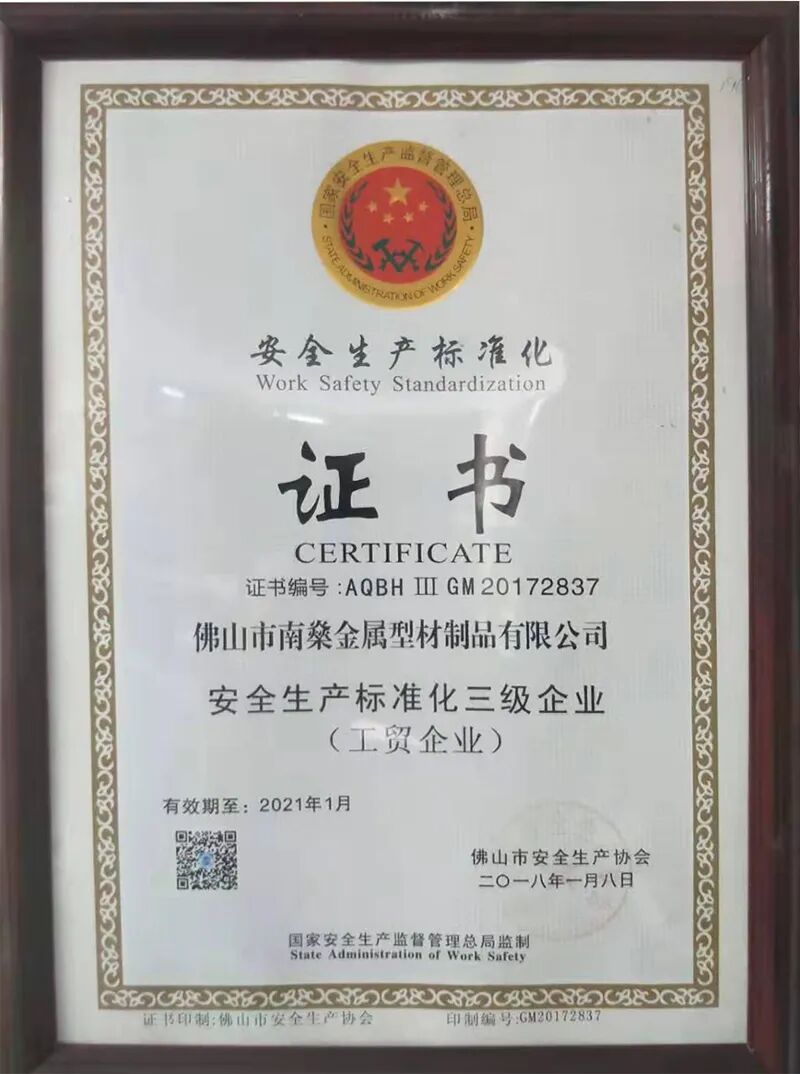 国家安全生产监督管理总局
STATE ADMINISTRATION OF WORK SAFETY
安全生产标准化
Work Safety Standardization
证书
CERTIFICATE
证书编号:AQBH III GM 20172837
佛山市南燊金属型材制品有限公司
安全生产标准化三级企业
（工贸企业）
有效期至：2021年1月
佛山市安全生产协会
二〇一八年一月八日
国家安全生产监督管理总局监制
State Administration of Work Safety
证书印制:佛山市安全生产协会 印制编号:GM20172837